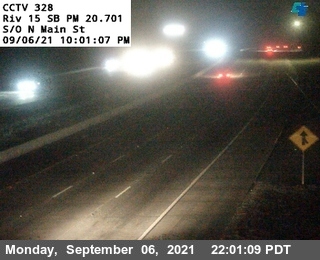 CCTV 328
Riv 15 SB PM 20.701
S/O N Main St
09/06/21 10:01:07 PM
Monday, September 06, 2021 22:01:09 PDT